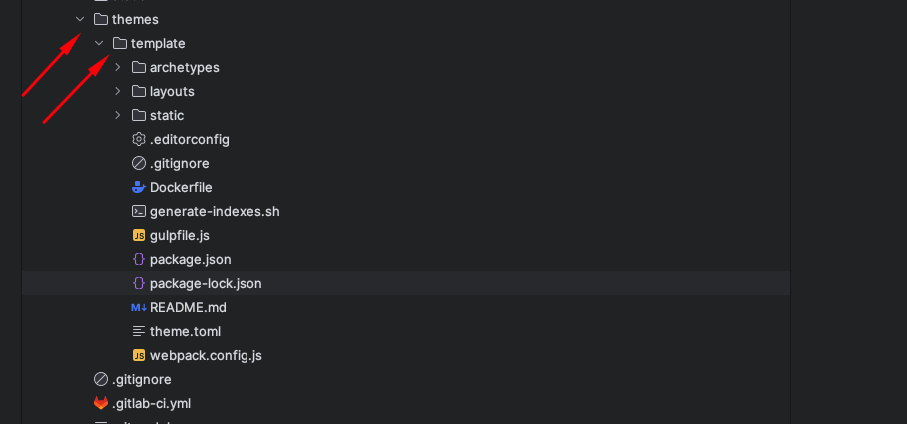 themes
template
archetypes
layouts
static
.editorconfig
.gitignore
Dockerfile
generate-indexes.sh
JS gulpfile.js
{} package.json
{} package-lock.json
M↓ README.md
theme.toml
JS webpack.config.js
.gitignore
.gitlab-ci.yml